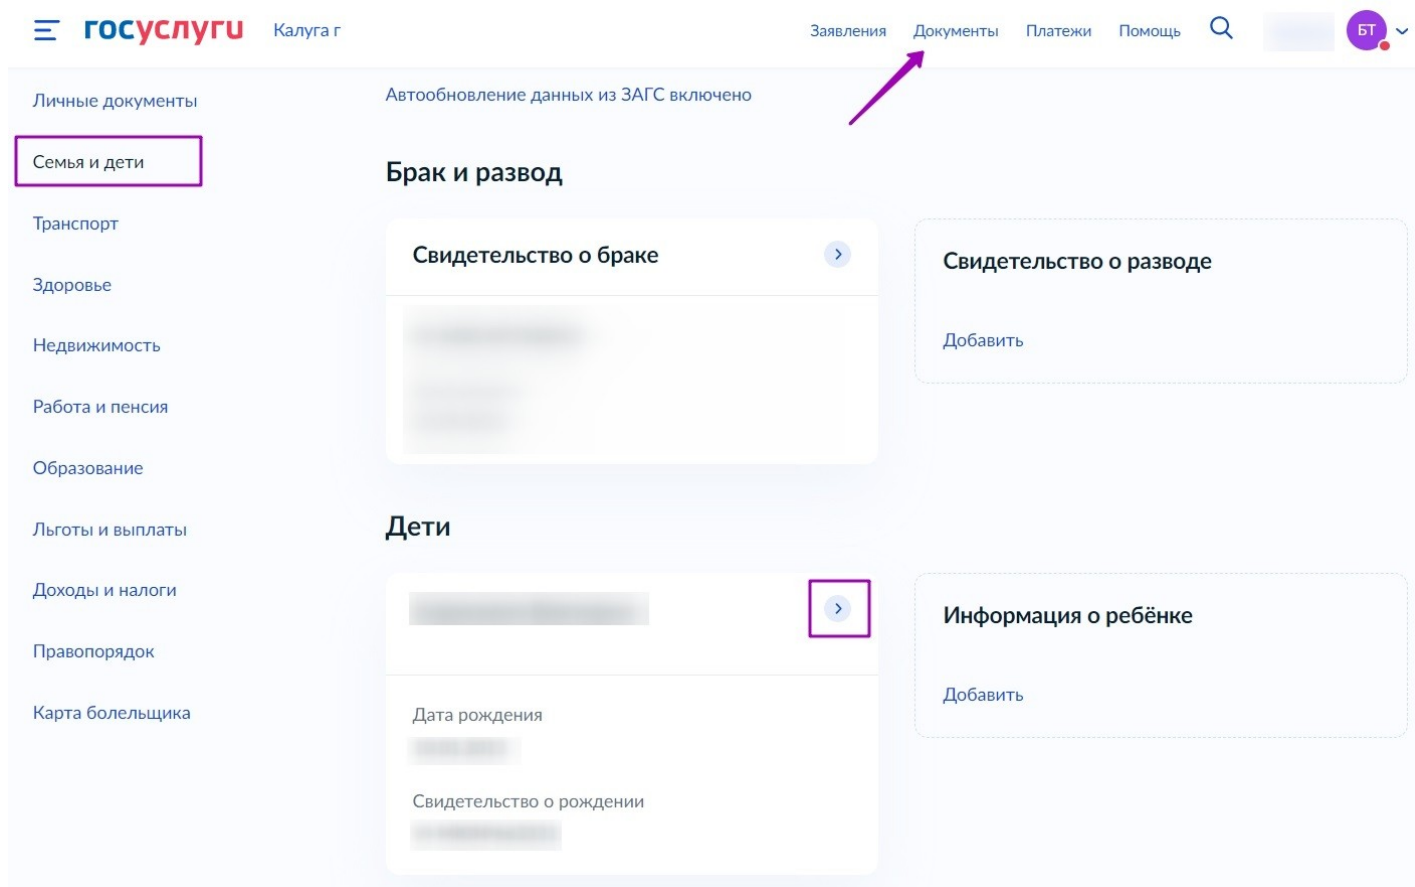 госуслуги
Калуга г
Заявления
Документы
Платежи
Помощь
БТ
Личные документы
Семья и дети
Транспорт
Здоровье
Недвижимость
Работа и пенсия
Образование
Льготы и выплаты
Доходы и налоги
Правопорядок
Карта болельщика
Автообновление данных из ЗАГС включено
Брак и развод
Свидетельство о браке
Свидетельство о разводе
Добавить
Дети
Дата рождения
Свидетельство о рождении
Информация о ребёнке
Добавить